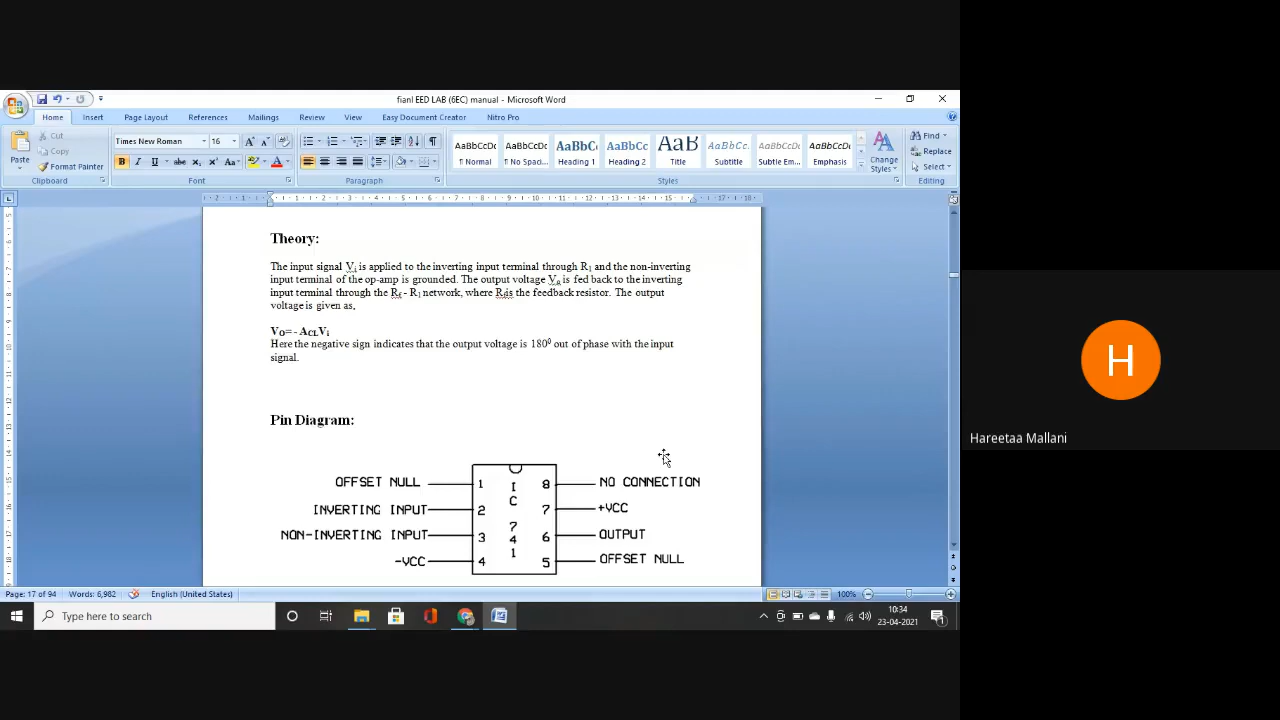 fianl EED LAB (6EC) manual - Microsoft Word
Home Insert Page Layout References Mailings Review View Easy Document Creator Nitro Pro
Paste
Cut
Copy
Format Painter
Clipboard
Times New Roman 16
Font
Paragraph
AaBbCcDc AaBbCcDc AaBbC AaBbCc AaB AaBbCc. AaBbCcDc AaBbCcDc
¶ Normal ¶ No Spaci... Heading 1 Heading 2 Title Subtitle Subtle Em... Emphasis
Change Styles
Styles
Find
Replace
Select
Editing
Theory:
The input signal Vi is applied to the inverting input terminal through R1 and the non-inverting
input terminal of the op-amp is grounded. The output voltage Vo is fed back to the inverting
input terminal through the Rf - R1 network, where Rfis the feedback resistor. The output
voltage is given as,
VO= - ACLVi
Here the negative sign indicates that the output voltage is 180⁰ out of phase with the input
signal.
Pin Diagram:
OFFSET NULL 1 8 NO CONNECTION
INVERTING INPUT 2 7 +VCC
NON-INVERTING INPUT 3 6 OUTPUT
-VCC 4 5 OFFSET NULL
I
C
7
4
1
Page: 17 of 94 Words: 6,982 English (United States) 100%
Type here to search
10:34
23-04-2021
H
Hareetaa Mallani